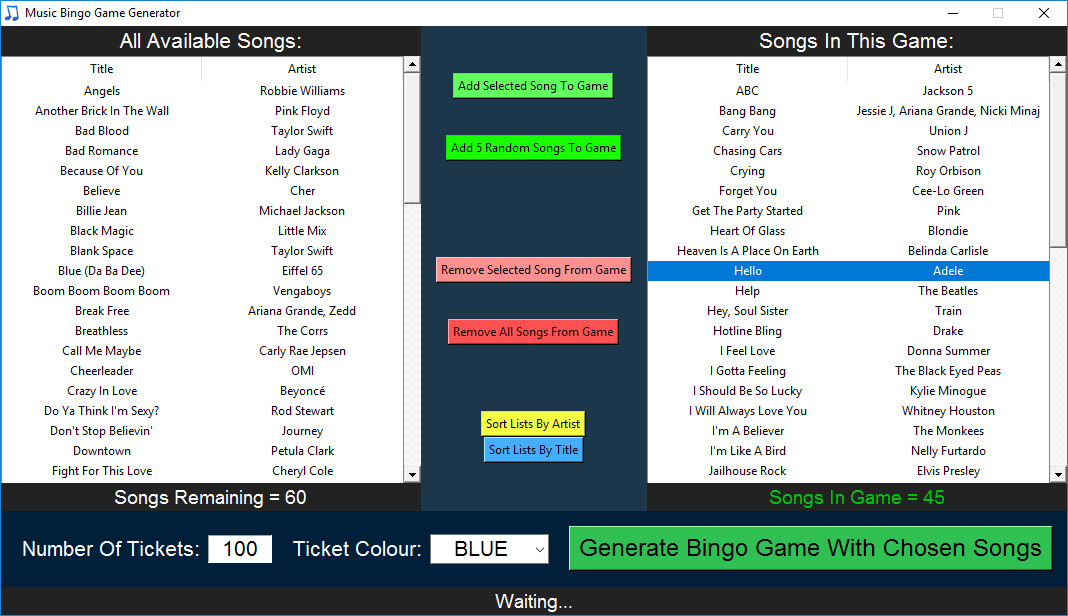 Music Bingo Game Generator
All Available Songs:
Title Artist
Angels Robbie Williams
Another Brick In The Wall Pink Floyd
Bad Blood Taylor Swift
Bad Romance Lady Gaga
Because Of You Kelly Clarkson
Believe Cher
Billie Jean Michael Jackson
Black Magic Little Mix
Blank Space Taylor Swift
Blue (Da Ba Dee) Eiffel 65
Boom Boom Boom Boom Vengaboys
Break Free Ariana Grande, Zedd
Breathless The Corrs
Call Me Maybe Carly Rae Jepsen
Cheerleader OMI
Crazy In Love Beyoncé
Do Ya Think I'm Sexy? Rod Stewart
Don't Stop Believin' Journey
Downtown Petula Clark
Fight For This Love Cheryl Cole
Songs Remaining = 60
Add Selected Song To Game
Add 5 Random Songs To Game
Remove Selected Song From Game
Remove All Songs From Game
Sort Lists By Artist
Sort Lists By Title
Songs In This Game:
Title Artist
ABC Jackson 5
Bang Bang Jessie J, Ariana Grande, Nicki Minaj
Carry You Union J
Chasing Cars Snow Patrol
Crying Roy Orbison
Forget You Cee-Lo Green
Get The Party Started Pink
Heart Of Glass Blondie
Heaven Is A Place On Earth Belinda Carlisle
Hello Adele
Help The Beatles
Hey, Soul Sister Train
Hotline Bling Drake
I Feel Love Donna Summer
I Gotta Feeling The Black Eyed Peas
I Should Be So Lucky Kylie Minogue
I Will Always Love You Whitney Houston
I'm A Believer The Monkees
I'm Like A Bird Nelly Furtardo
Jailhouse Rock Elvis Presley
Songs In Game = 45
Number Of Tickets: 100 Ticket Colour: BLUE Generate Bingo Game With Chosen Songs
Waiting...